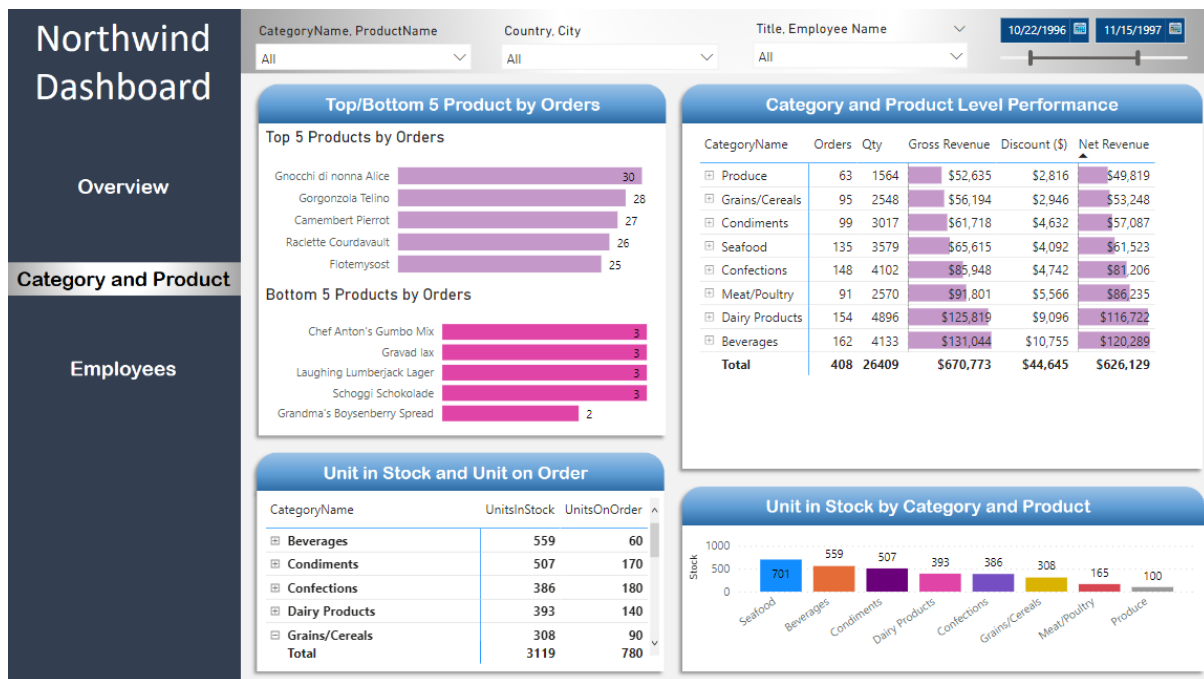 Northwind
Dashboard
Overview
Category and Product
Employees
CategoryName, ProductName
All
Country, City
All
Title, Employee Name
All
10/22/1996
11/15/1997
Top/Bottom 5 Product by Orders
Top 5 Products by Orders
Gnocchi di nonna Alice 30
Gorgonzola Telino 28
Camembert Pierrot 27
Raclette Courdavault 26
Flotemysost 25
Bottom 5 Products by Orders
Chef Anton's Gumbo Mix 3
Gravad lax 3
Laughing Lumberjack Lager 3
Schoggi Schokolade 3
Grandma's Boysenberry Spread 2
Category and Product Level Performance
CategoryName Orders Qty Gross Revenue Discount ($) Net Revenue
Produce 63 1564 $52,635 $2,816 $49,819
Grains/Cereals 95 2548 $56,194 $2,946 $53,248
Condiments 99 3017 $61,718 $4,632 $57,087
Seafood 135 3579 $65,615 $4,092 $61,523
Confections 148 4102 $85,948 $4,742 $81,206
Meat/Poultry 91 2570 $91,801 $5,566 $86,235
Dairy Products 154 4896 $125,819 $9,096 $116,722
Beverages 162 4133 $131,044 $10,755 $120,289
Total 408 26409 $670,773 $44,645 $626,129
Unit in Stock and Unit on Order
CategoryName UnitsInStock UnitsOnOrder
Beverages 559 60
Condiments 507 170
Confections 386 180
Dairy Products 393 140
Grains/Cereals 308 90
Total 3119 780
Unit in Stock by Category and Product
Stock
1000
500
0
701 559 507 393 386 308 165 100
Seafood Beverages Condiments Dairy Products Confections Grains/Cereals Meat/Poultry Produce